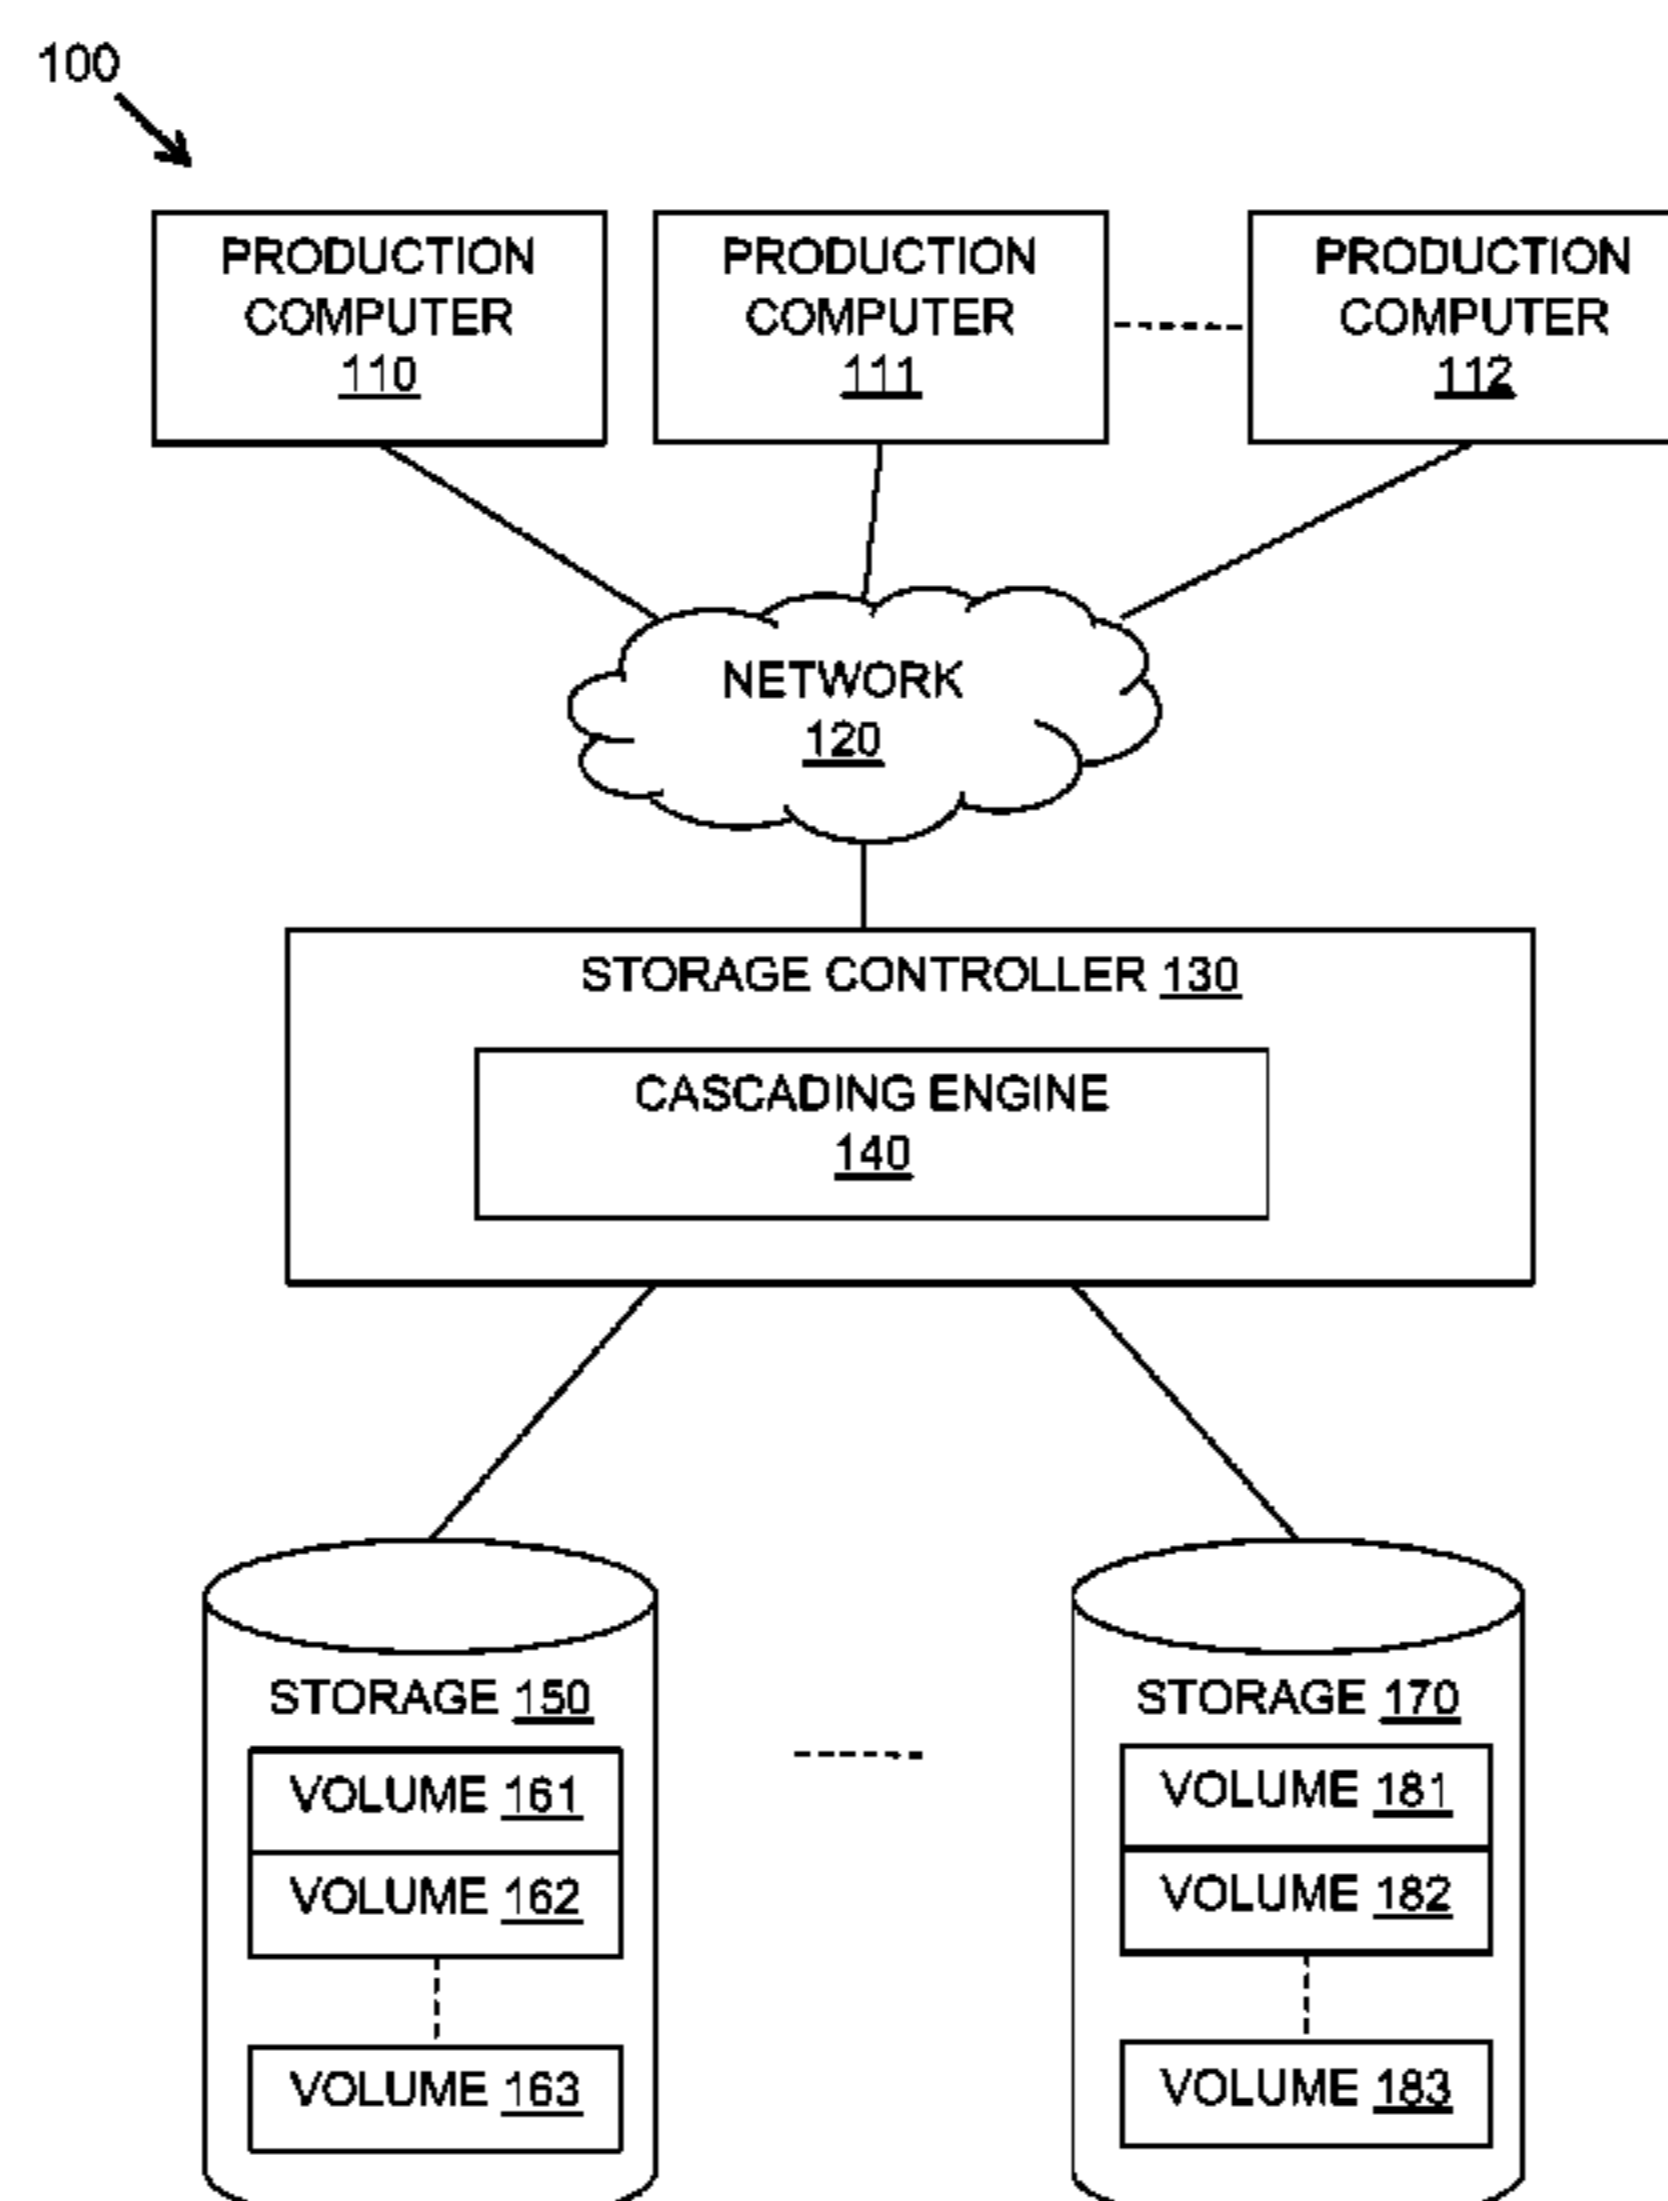 100
PRODUCTION
COMPUTER
110
PRODUCTION
COMPUTER
111
PRODUCTION
COMPUTER
112
NETWORK
120
STORAGE CONTROLLER 130
CASCADING ENGINE
140
STORAGE 150
VOLUME 161
VOLUME 162
VOLUME 163
STORAGE 170
VOLUME 181
VOLUME 182
VOLUME 183